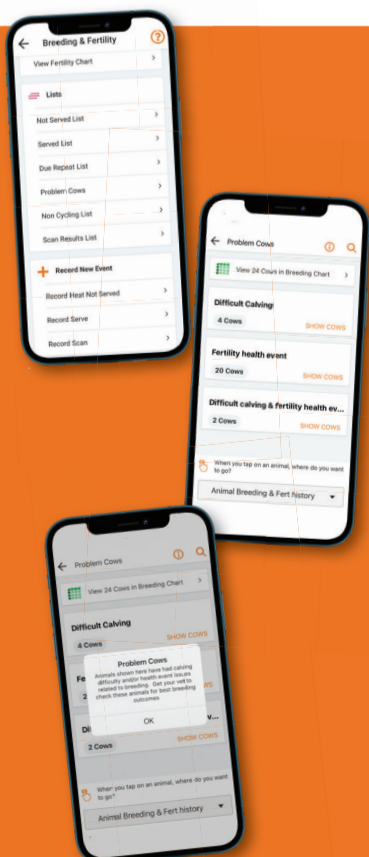 Breeding & Fertility
?
View Fertility Chart
Lists
Not Served List
Served List
Due Repeat List
Problem Cows
Non Cycling List
Scan Results List
Record New Event
Record Heat Not Served
Record Serve
Record Scan
Problem Cows
View 24 Cows in Breeding Chart
Difficult Calving
4 Cows SHOW COWS
Fertility health event
20 Cows SHOW COWS
Difficult calving & fertility health ev...
2 Cows SHOW COWS
When you tap on an animal, where do you want
to go?
Animal Breeding & Fert history
Problem Cows
View 24 Cows in Breeding Chart
Difficult Calving
4 Cows SHOW COWS
Problem Cows
Animals shown here have had calving
difficulty and/or health event issues
related to breeding. Get your vet to
check these animals for best breeding
outcomes
OK
Fe
2 WS
Di v...
2 Cows SHOW COWS
When you tap on an animal, where do you want
to go?
Animal Breeding & Fert history